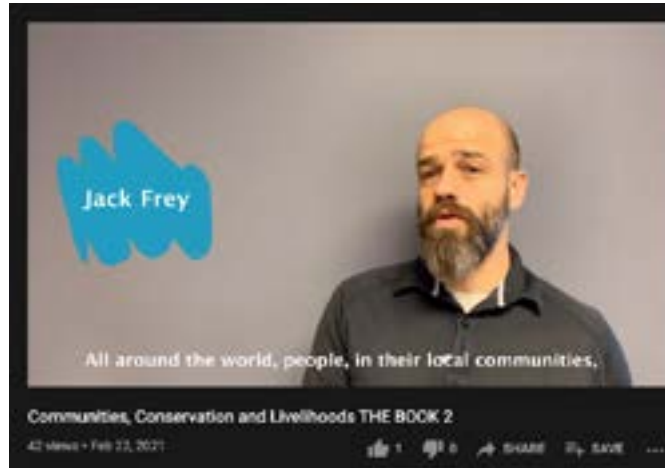 Jack Frey
All around the world, people, in their local communities,
Communities, Conservation and Livelihoods THE BOOK 2
42 views • Feb 23, 2021
1 0 SHARE SAVE ...